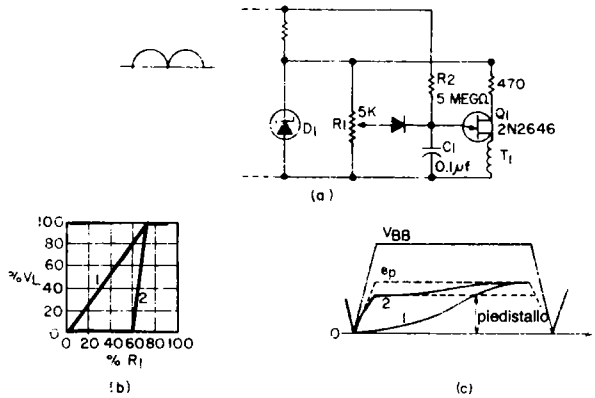 R2
5 MEGΩ
470
Q1
2N2646
T1
D1
R1
5K
C1
0.1μf
(a)
100
80
60
40
20
0
%VL
1
2
0 20 40 60 80 100
% R1
(b)
VBB
ep
2
1
piedistallo
0
(c)